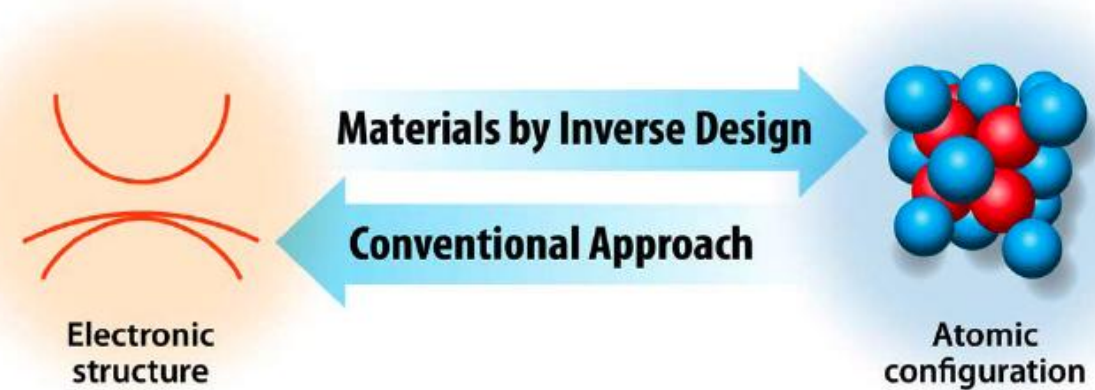 Materials by Inverse Design
Conventional Approach
Electronic
structure
Atomic
configuration